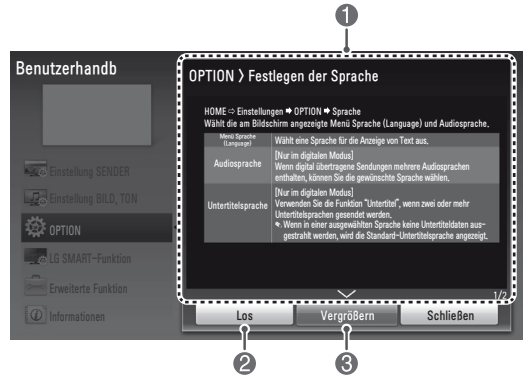 ❶
Benutzerhandb
OPTION > Festlegen der Sprache
HOME ⇨ Einstellungen ➡ OPTION ➡ Sprache
Wählt die am Bildschirm angezeigte Menü Sprache (Language) und Audiosprache.
Menü Sprache
(Language)
Wählt eine Sprache für die Anzeige von Text aus.
Audiosprache
[Nur im digitalen Modus]
Wenn digital übertragene Sendungen mehrere Audiosprachen
enthalten, können Sie die gewünschte Sprache wählen.
Untertitelsprache
[Nur im digitalen Modus]
Verwenden Sie die Funktion "Untertitel", wenn zwei oder mehr
Untertitelsprachen gesendet werden.
Wenn in einer ausgewählten Sprache keine Untertiteldaten aus-
gestrahlt werden, wird die Standard-Untertitelsprache angezeigt.
Einstellung SENDER
Einstellung BILD, TON
OPTION
LG SMART-Funktion
Erweiterte Funktion
Informationen
1/2
Los
Vergrößern
Schließen
❷
❸